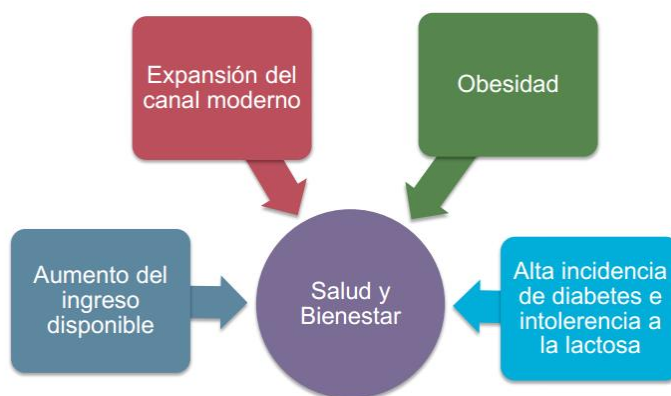 Expansión del
canal moderno
Obesidad
Aumento del
ingreso
disponible
Salud y
Bienestar
Alta incidencia
de diabetes e
intolerencia a
la lactosa